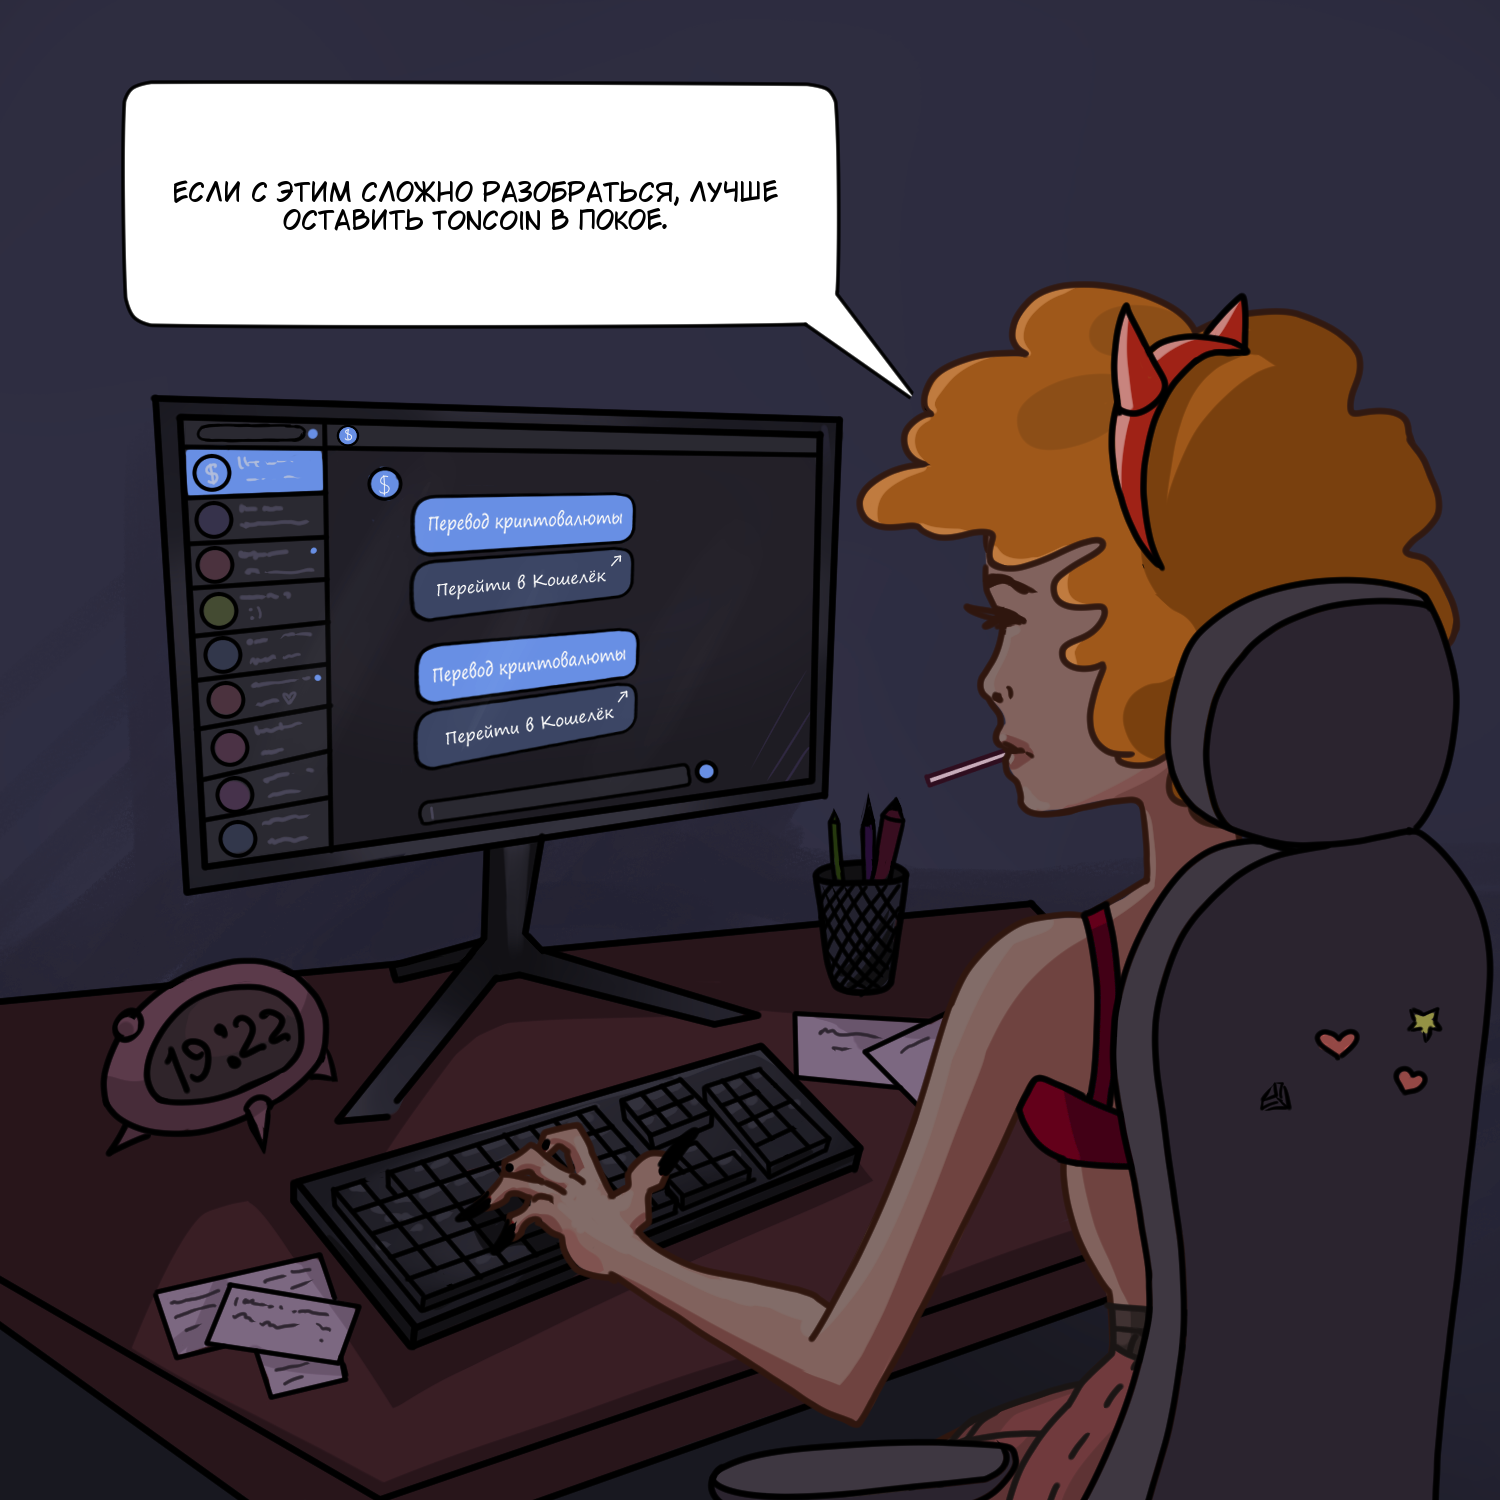 ЕСЛИ С ЭТИМ СЛОЖНО РАЗОБРАТЬСЯ, ЛУЧШЕ
ОСТАВИТЬ TONCOIN В ПОКОЕ.
$
$
$
Перевод криптовалюты
Перейти в Кошелёк
:)
Перевод криптовалюты
Перейти в Кошелёк
19:22